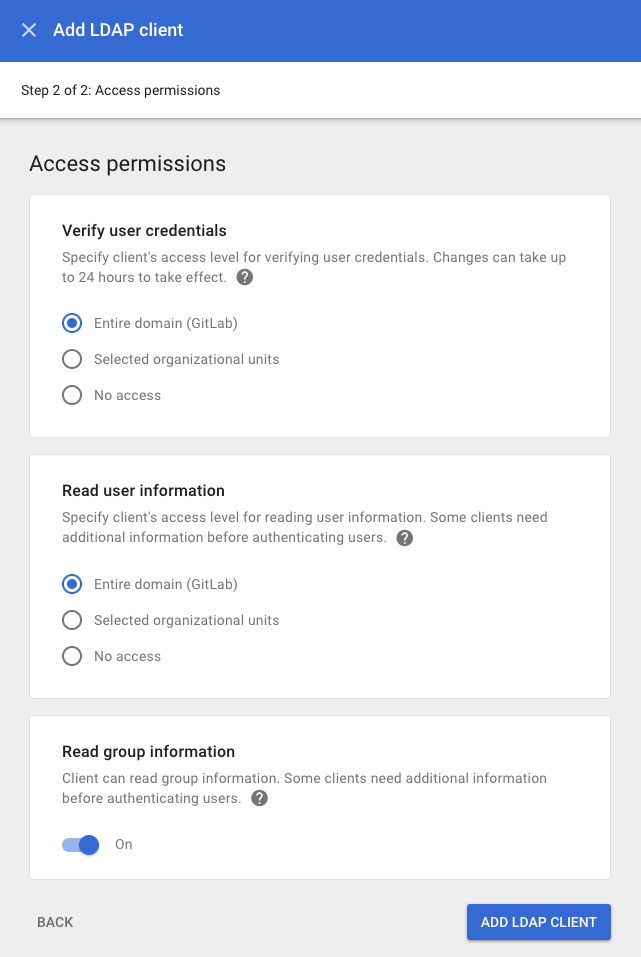 Add LDAP client
Step 2 of 2: Access permissions
Access permissions
Verify user credentials
Specify client's access level for verifying user credentials. Changes can take up
to 24 hours to take effect. ?
Entire domain (GitLab)
Selected organizational units
No access
Read user information
Specify client's access level for reading user information. Some clients need
additional information before authenticating users. ?
Entire domain (GitLab)
Selected organizational units
No access
Read group information
Client can read group information. Some clients need additional information
before authenticating users. ?
On
BACK
ADD LDAP CLIENT